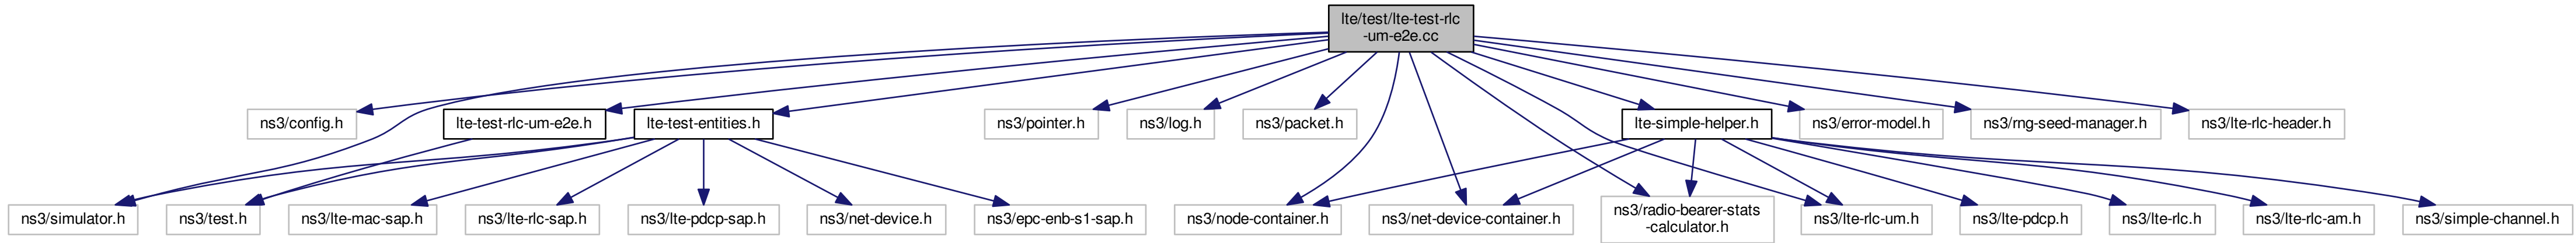 lte/test/lte-test-rlc
-um-e2e.cc
ns3/config.h
lte-test-rlc-um-e2e.h
lte-test-entities.h
ns3/pointer.h
ns3/log.h
ns3/packet.h
lte-simple-helper.h
ns3/error-model.h
ns3/rng-seed-manager.h
ns3/lte-rlc-header.h
ns3/simulator.h
ns3/test.h
ns3/lte-mac-sap.h
ns3/lte-rlc-sap.h
ns3/lte-pdcp-sap.h
ns3/net-device.h
ns3/epc-enb-s1-sap.h
ns3/node-container.h
ns3/net-device-container.h
ns3/radio-bearer-stats
-calculator.h
ns3/lte-rlc-um.h
ns3/lte-pdcp.h
ns3/lte-rlc.h
ns3/lte-rlc-am.h
ns3/simple-channel.h